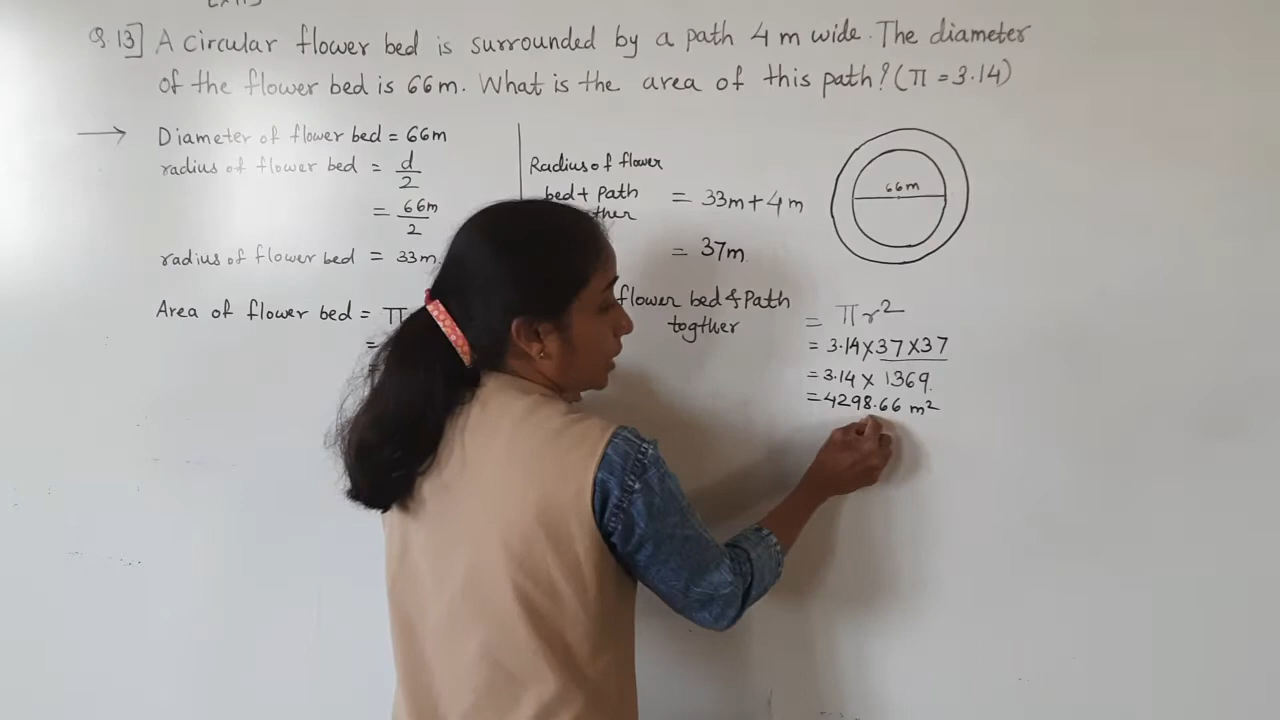 Q.13] A circular flower bed is surrounded by a path 4 m wide. The diameter
of the flower bed is 66m. What is the area of this path? (π = 3.14)
Diameter of flower bed = 66m
radius of flower bed = d/2
= 66m/2
radius of flower bed = 33m.
Area of flower bed = π
=
=
Radius of flower
bed + path
= 33m + 4m
= 37m
flower bed & Path
togther
= πr²
= 3.14 × 37 × 37
= 3.14 × 1369.
= 4298.66 m²
66m